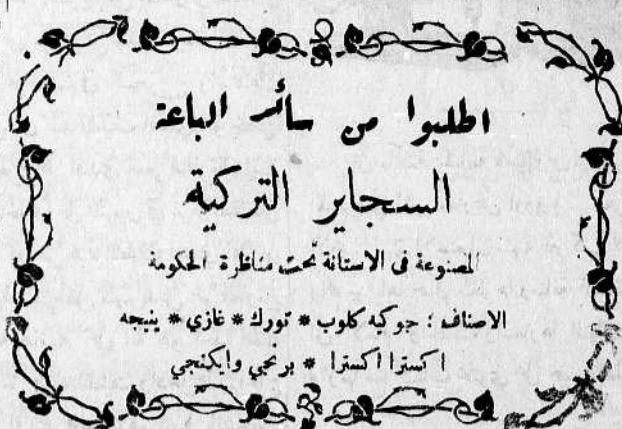 اطلبوا من سائر الباعة
السجاير التركية
المصنوعة في الاستانة تحت مناظرة الحكومة
الاصناف : جوكيه كلوب * تورك * غازي * ينيجه
اكسترا اكسترا * برنجي وايكنجي